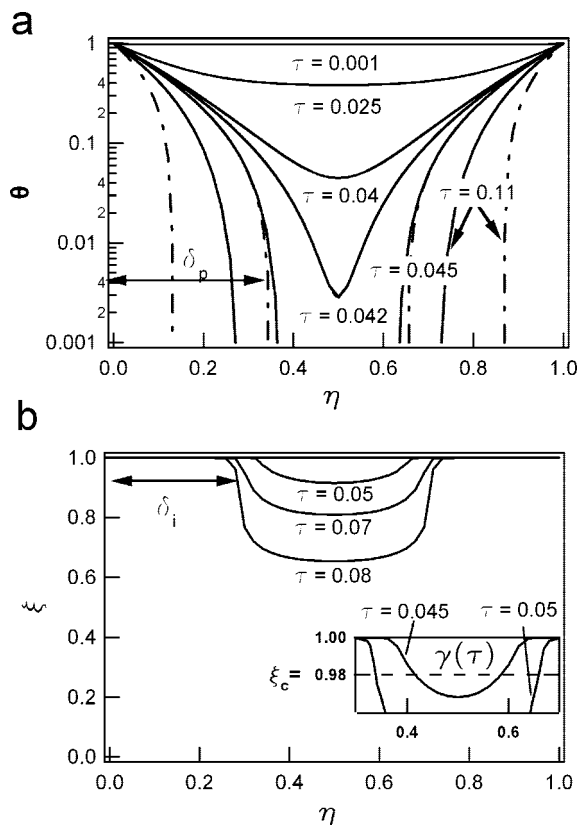 a
1
4
2
0.1
4
2
0.01
4
2
0.001
θ
τ = 0.001
τ = 0.025
τ = 0.04
τ = 0.11
τ = 0.045
τ = 0.042
δp
0.0 0.2 0.4 0.6 0.8 1.0
η
b
1.0
0.8
0.6
0.4
0.2
0.0
ξ
δi
τ = 0.05
τ = 0.07
τ = 0.08
τ = 0.045 τ = 0.05
1.00
ξc= 0.98
γ(τ)
0.4 0.6
0.0 0.2 0.4 0.6 0.8 1.0
η